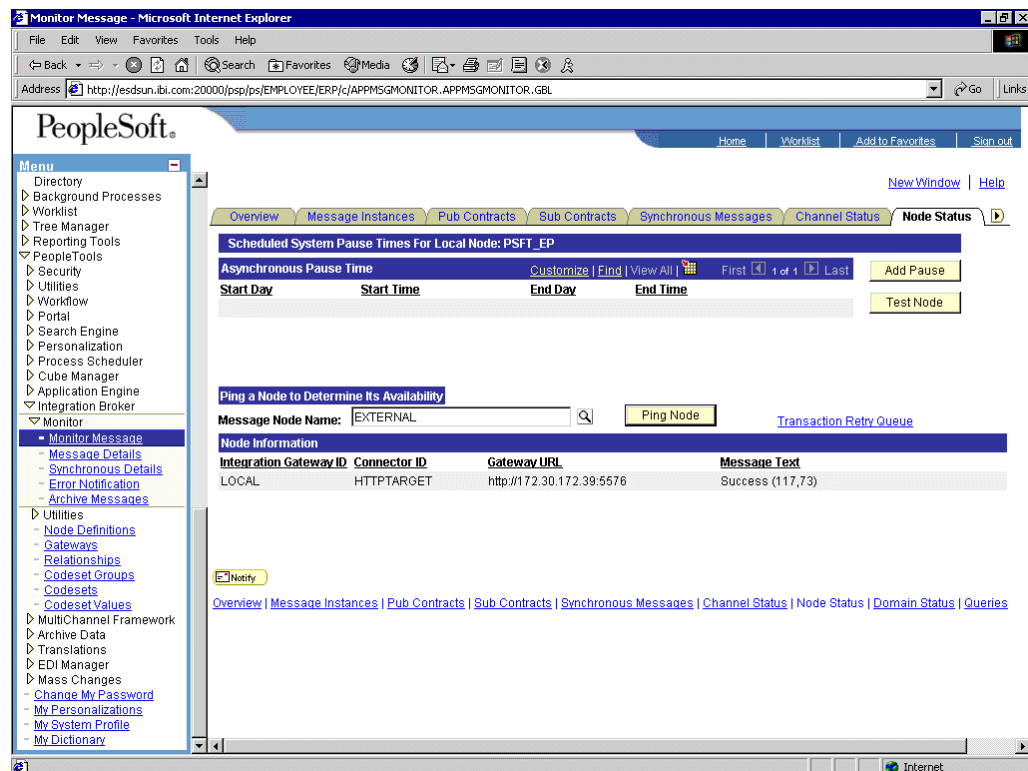 Monitor Message - Microsoft Internet Explorer
File Edit View Favorites Tools Help
Back Search Favorites Media
Address http://esdsun.ibi.com:20000/psp/ps/EMPLOYEE/ERP/c/APPMSGMONITOR.APPMSGMONITOR.GBL Go Links
PeopleSoft®
Home Worklist Add to Favorites Sign out
Menu
Directory
Background Processes
Worklist
Tree Manager
Reporting Tools
PeopleTools
Security
Utilities
Workflow
Portal
Search Engine
Personalization
Process Scheduler
Cube Manager
Application Engine
Integration Broker
Monitor
Monitor Message
Message Details
Synchronous Details
Error Notification
Archive Messages
Utilities
Node Definitions
Gateways
Relationships
Codeset Groups
Codesets
Codeset Values
MultiChannel Framework
Archive Data
Translations
EDI Manager
Mass Changes
Change My Password
My Personalizations
My System Profile
My Dictionary
New Window | Help
Overview Message Instances Pub Contracts Sub Contracts Synchronous Messages Channel Status Node Status
Scheduled System Pause Times For Local Node: PSFT_EP
Asynchronous Pause Time Customize | Find | View All | First 1 of 1 Last
Start Day Start Time End Day End Time
Add Pause
Test Node
Ping a Node to Determine Its Availability
Message Node Name: EXTERNAL Ping Node Transaction Retry Queue
Node Information
Integration Gateway ID Connector ID Gateway URL Message Text
LOCAL HTTPTARGET http://172.30.172.39:5576 Success (117,73)
Notify
Overview | Message Instances | Pub Contracts | Sub Contracts | Synchronous Messages | Channel Status | Node Status | Domain Status | Queries
Internet